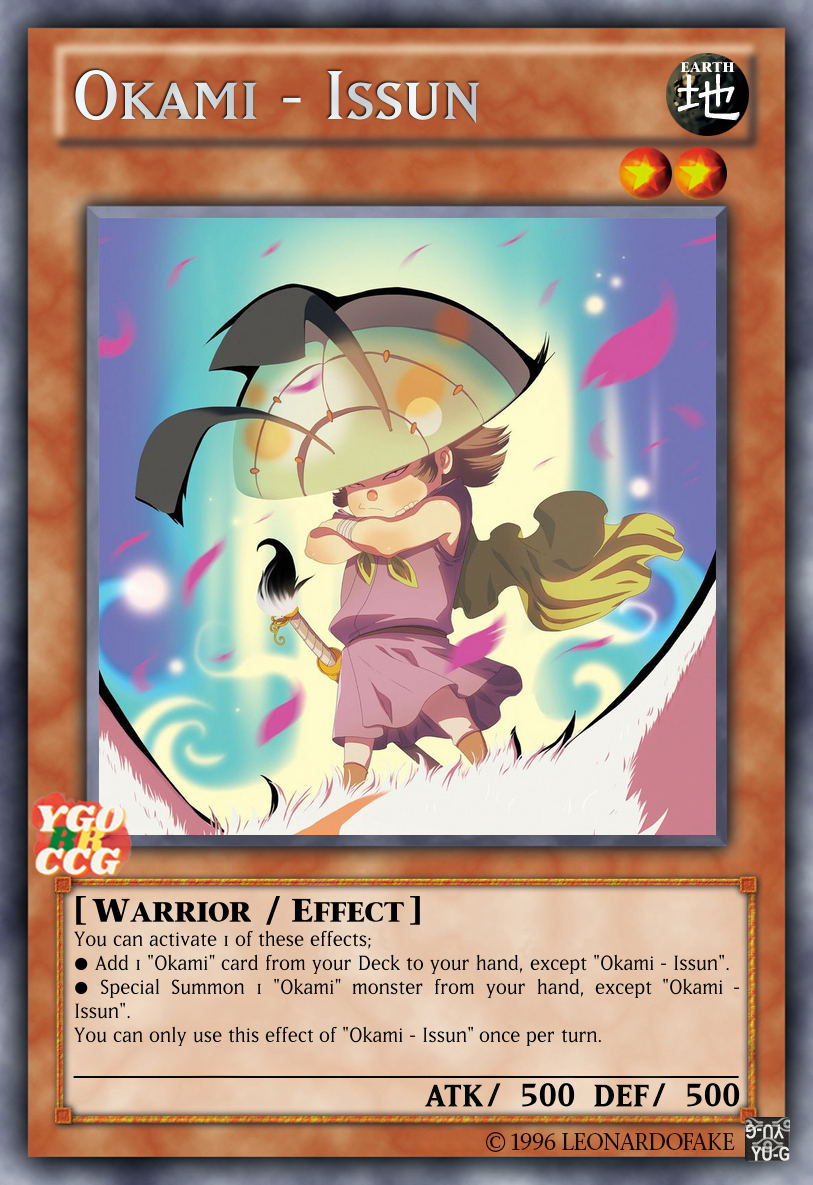 OKAMI - ISSUN
EARTH
地
YGO
BR
CCG
[ WARRIOR / EFFECT ]
You can activate 1 of these effects;
● Add 1 "Okami" card from your Deck to your hand, except "Okami - Issun".
● Special Summon 1 "Okami" monster from your hand, except "Okami -
Issun".
You can only use this effect of "Okami - Issun" once per turn.
ATK/ 500 DEF/ 500
© 1996 LEONARDOFAKE
YU-G
YU-G